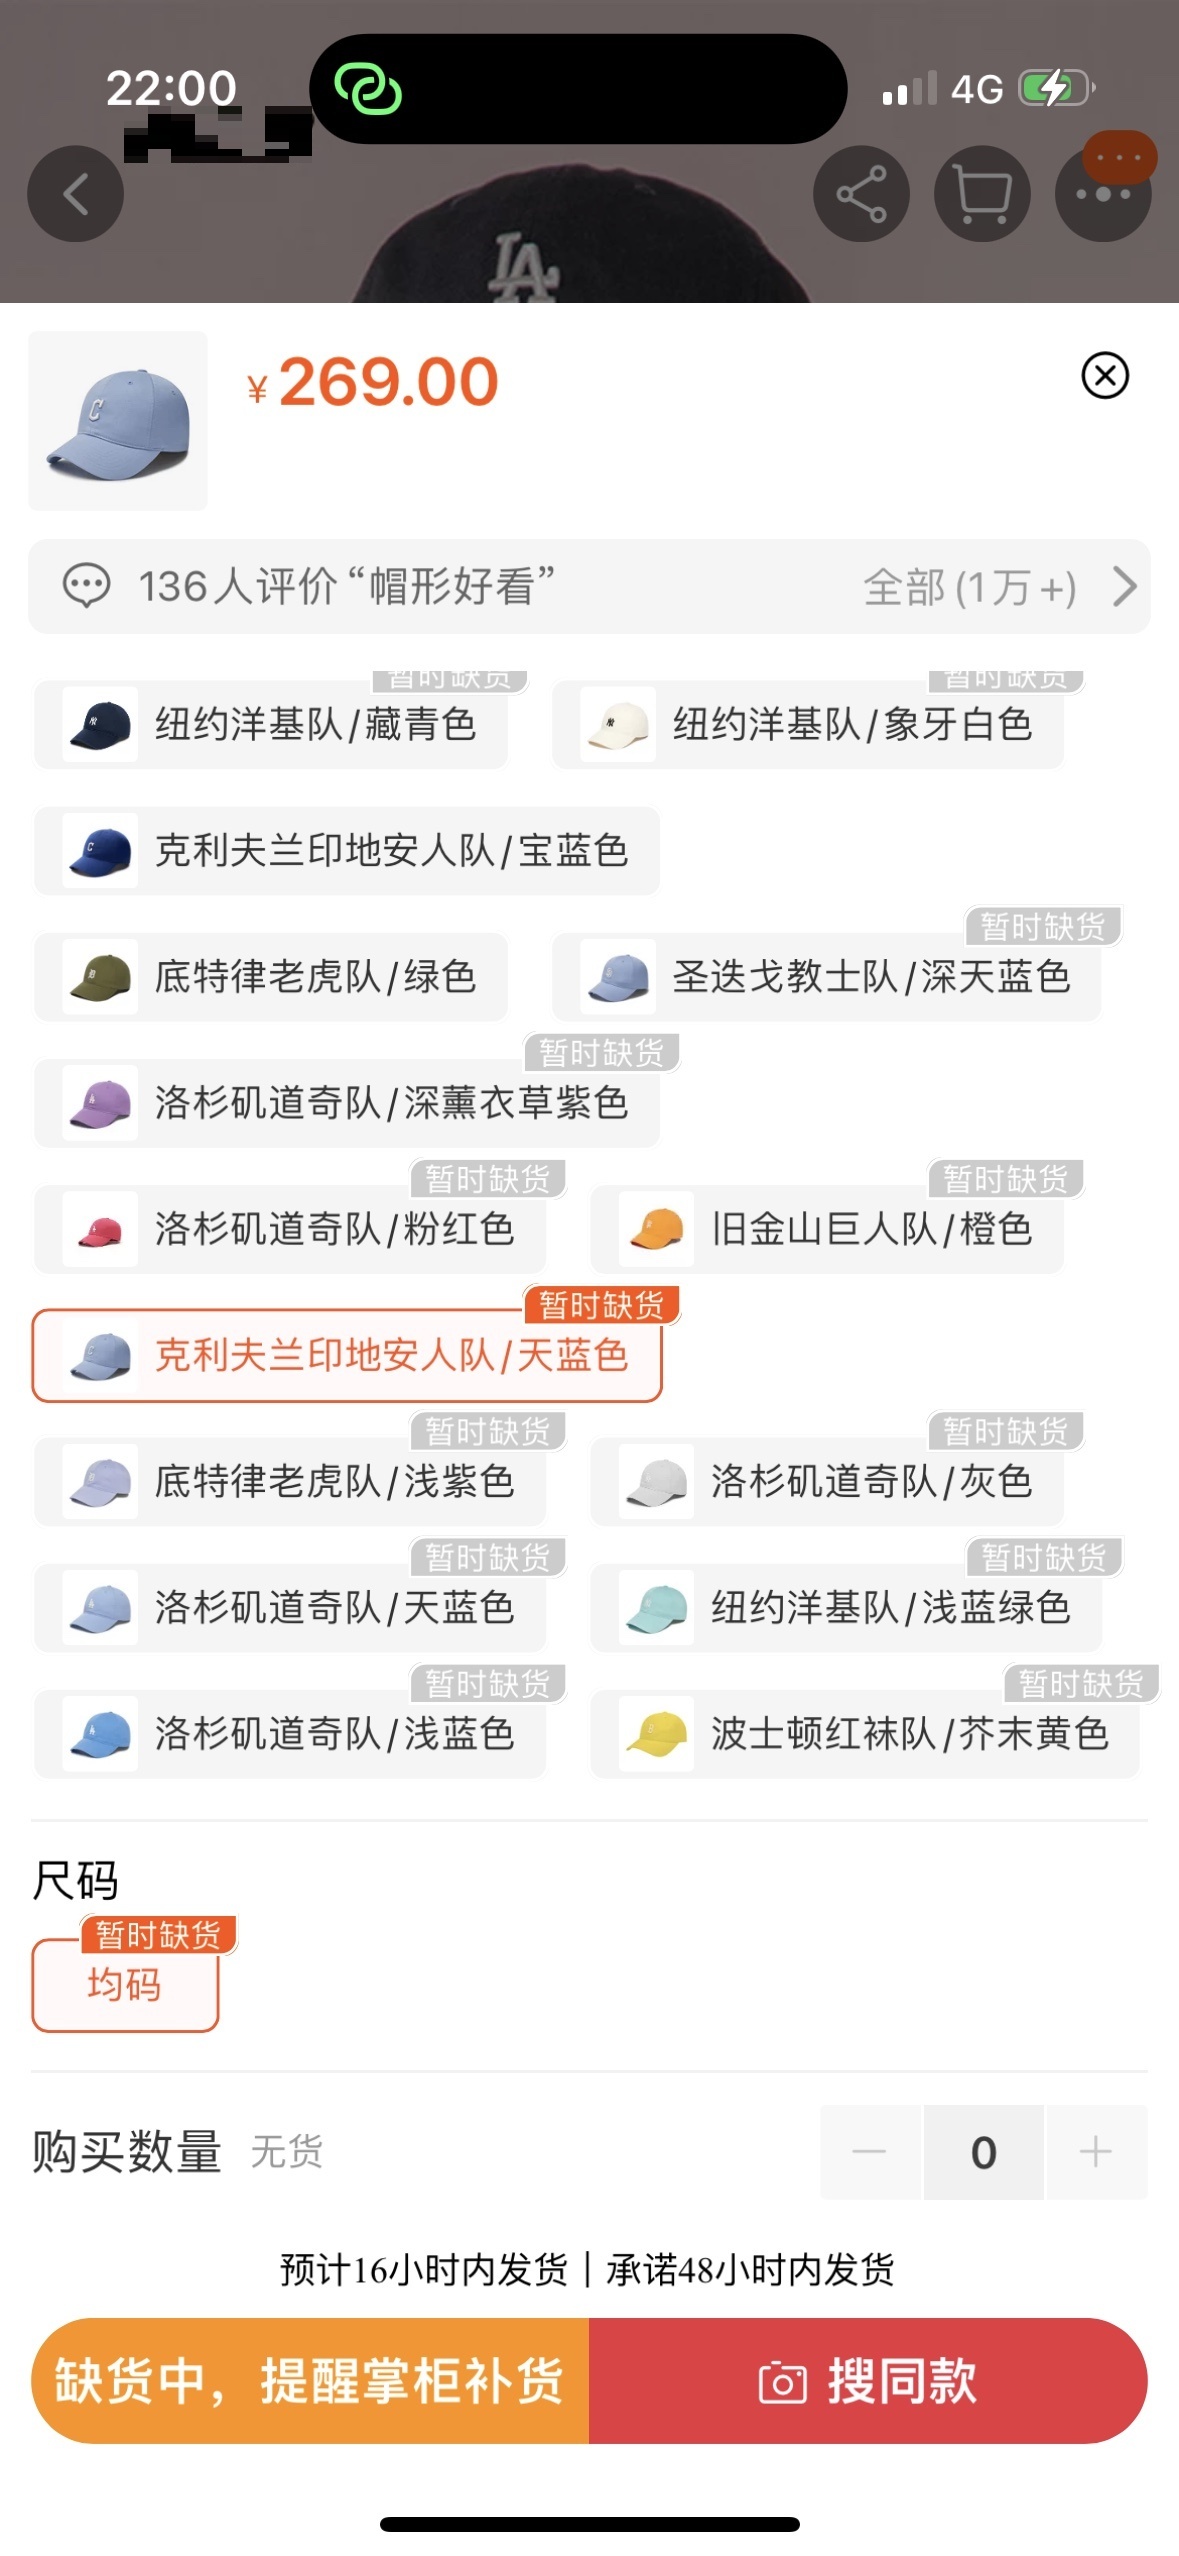 22:00 4G
LA
C
¥269.00
136人评价“帽形好看” 全部(1万+)
暂时缺货 暂时缺货
纽约洋基队/藏青色 纽约洋基队/象牙白色
克利夫兰印地安人队/宝蓝色
暂时缺货
底特律老虎队/绿色 圣迭戈教士队/深天蓝色
暂时缺货
洛杉矶道奇队/深薰衣草紫色
暂时缺货 暂时缺货
洛杉矶道奇队/粉红色 旧金山巨人队/橙色
暂时缺货
克利夫兰印地安人队/天蓝色
暂时缺货 暂时缺货
底特律老虎队/浅紫色 洛杉矶道奇队/灰色
暂时缺货 暂时缺货
洛杉矶道奇队/天蓝色 纽约洋基队/浅蓝绿色
暂时缺货 暂时缺货
洛杉矶道奇队/浅蓝色 波士顿红袜队/芥末黄色
尺码
暂时缺货
均码
购买数量 无货 0
预计16小时内发货｜承诺48小时内发货
缺货中，提醒掌柜补货 搜同款